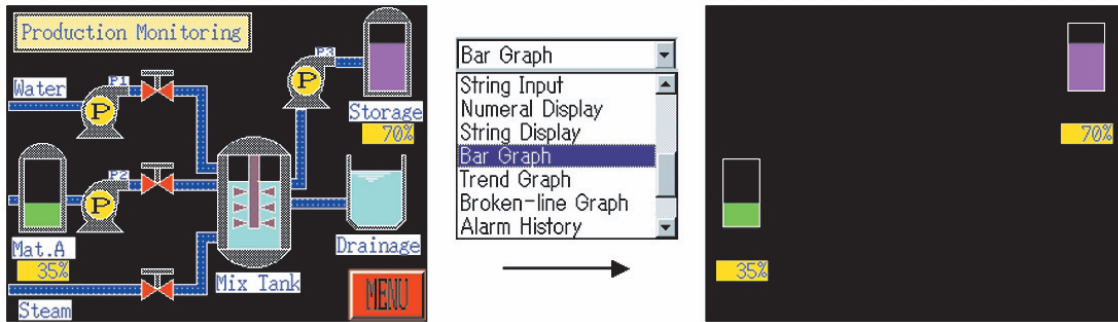 Production Monitoring
P3
P1
Water
P
P
Storage
70%
P2
P
Mat.A
35%
Drainage
Mix Tank
MENU
Steam
Bar Graph
String Input
Numeral Display
String Display
Bar Graph
Trend Graph
Broken-line Graph
Alarm History
70%
35%